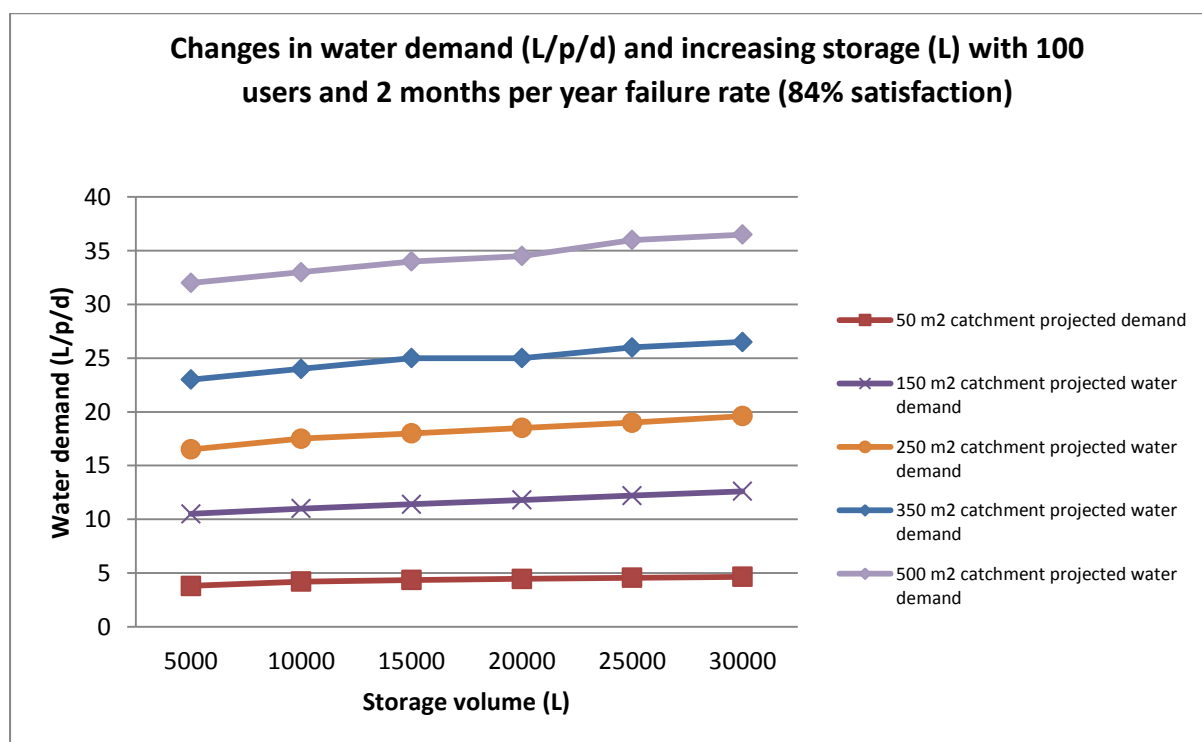 Changes in water demand (L/p/d) and increasing storage (L) with 100
users and 2 months per year failure rate (84% satisfaction)
40
35
30
25
20
15
10
5
0
Water demand (L/p/d)
5000 10000 15000 20000 25000 30000
Storage volume (L)
50 m2 catchment projected demand
150 m2 catchment projected water
demand
250 m2 catchment projected water
demand
350 m2 catchment projected water
demand
500 m2 catchment projected water
demand